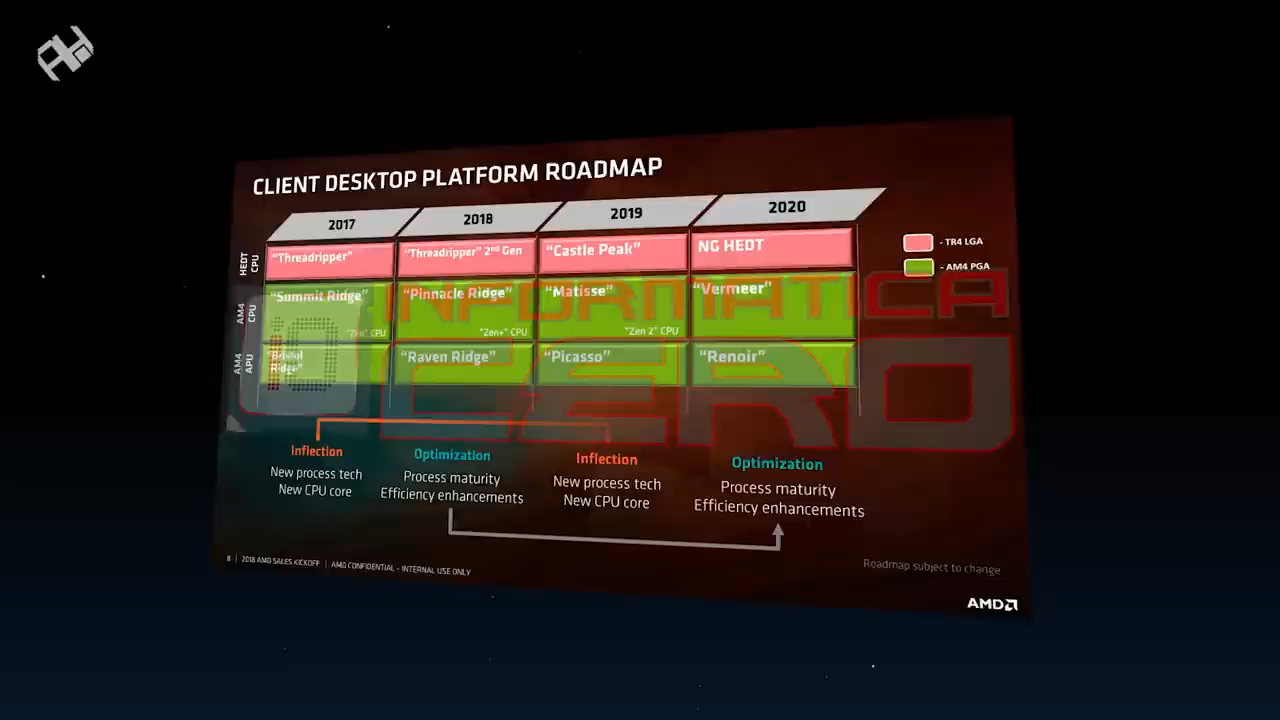 CLIENT DESKTOP PLATFORM ROADMAP
2017 2018 2019 2020
HEDT CPU
"Threadripper" "Threadripper" 2nd Gen "Castle Peak" NG HEDT
- TR4 LGA
- AM4 PGA
AM4 CPU
"Summit Ridge" "Pinnacle Ridge" "Matisse" "Vermeer"
"Zen" CPU "Zen+" CPU "Zen 2" CPU
AM4 APU
"Bristol Ridge" "Raven Ridge" "Picasso" "Renoir"
iO
INFORMATICA
CERO
Inflection Optimization Inflection Optimization
New process tech Process maturity New process tech Process maturity
New CPU core Efficiency enhancements New CPU core Efficiency enhancements
8 | 2018 AMD SALES KICKOFF | AMD CONFIDENTIAL - INTERNAL USE ONLY
Roadmap subject to change
AMD